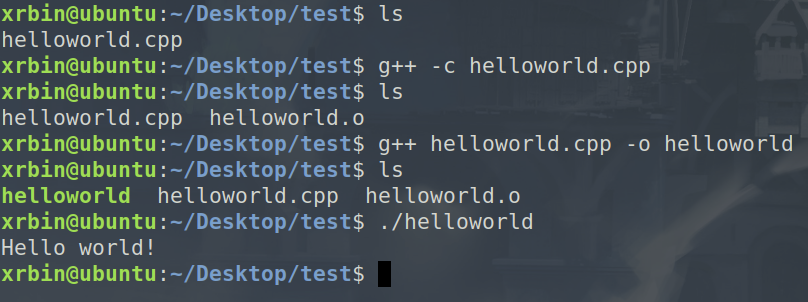 xrbin@ubuntu:~/Desktop/test$ ls
helloworld.cpp
xrbin@ubuntu:~/Desktop/test$ g++ -c helloworld.cpp
xrbin@ubuntu:~/Desktop/test$ ls
helloworld.cpp  helloworld.o
xrbin@ubuntu:~/Desktop/test$ g++ helloworld.cpp -o helloworld
xrbin@ubuntu:~/Desktop/test$ ls
helloworld  helloworld.cpp  helloworld.o
xrbin@ubuntu:~/Desktop/test$ ./helloworld
Hello world!
xrbin@ubuntu:~/Desktop/test$